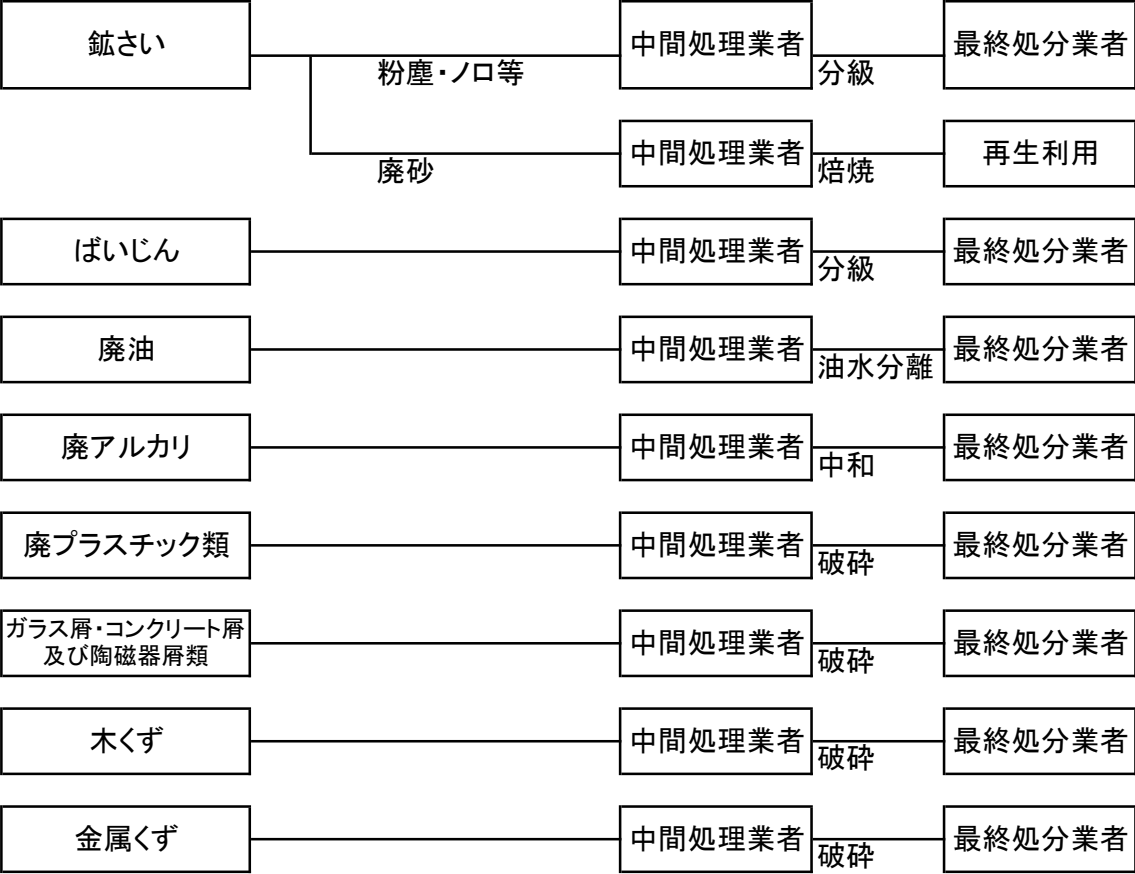 鉱さい
粉塵・ノロ等
中間処理業者
分級
最終処分業者
廃砂
中間処理業者
焙焼
再生利用
ばいじん
中間処理業者
分級
最終処分業者
廃油
中間処理業者
油水分離
最終処分業者
廃アルカリ
中間処理業者
中和
最終処分業者
廃プラスチック類
中間処理業者
破砕
最終処分業者
ガラス屑・コンクリート屑
及び陶磁器屑類
中間処理業者
破砕
最終処分業者
木くず
中間処理業者
破砕
最終処分業者
金属くず
中間処理業者
破砕
最終処分業者